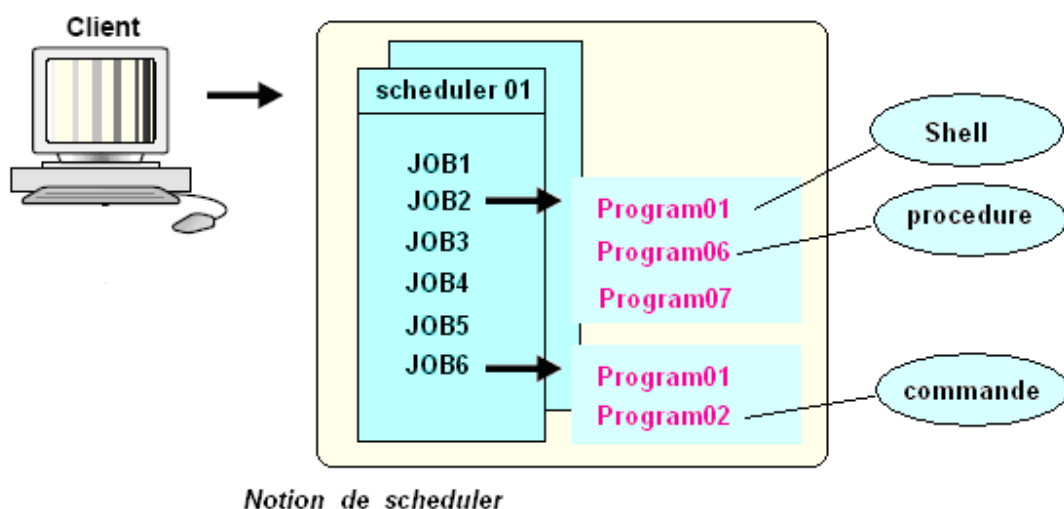 Client
scheduler 01
JOB1
JOB2
JOB3
JOB4
JOB5
JOB6
Program01
Program06
Program07
Program01
Program02
Shell
procedure
commande
Notion de scheduler